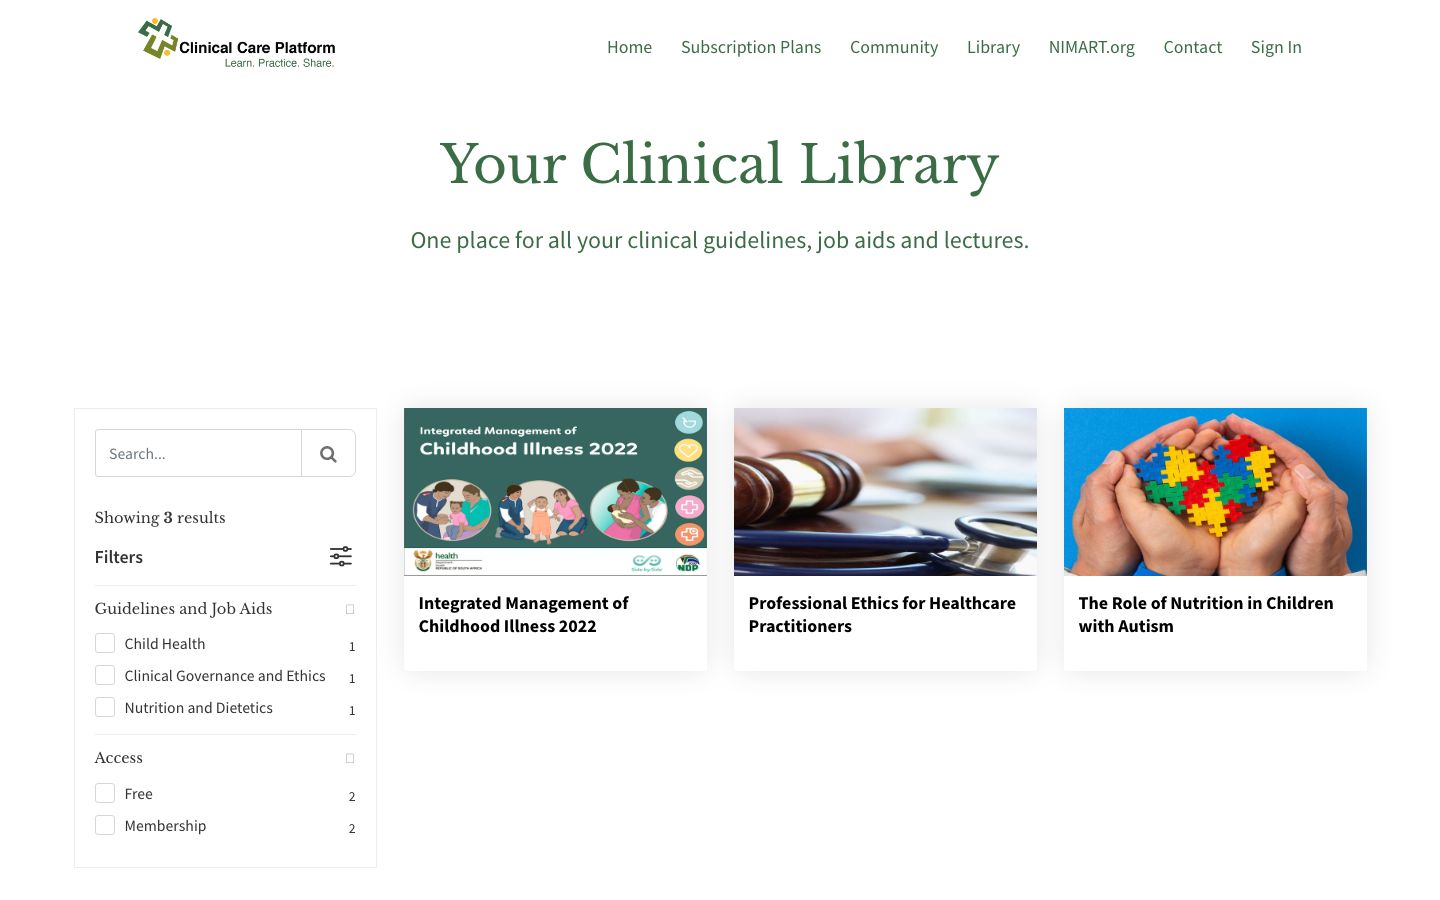 Clinical Care Platform
Learn. Practice. Share.
Home
Subscription Plans
Community
Library
NIMART.org
Contact
Sign In
Your Clinical Library
One place for all your clinical guidelines, job aids and lectures.
Search...
Showing 3 results
Filters
Guidelines and Job Aids
Child Health 1
Clinical Governance and Ethics 1
Nutrition and Dietetics 1
Access
Free 2
Membership 2
Integrated Management of
Childhood Illness 2022
health
REPUBLIC OF SOUTH AFRICA
Side-by-Side
NDP
Integrated Management of
Childhood Illness 2022
Professional Ethics for Healthcare
Practitioners
The Role of Nutrition in Children
with Autism